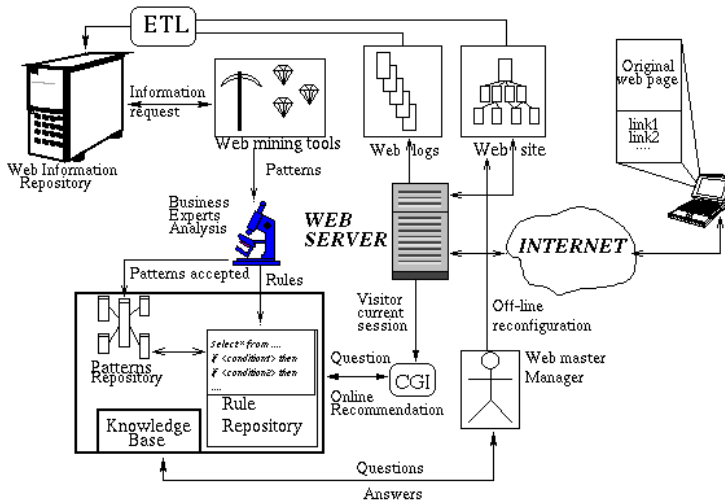 ETL
Original
web page
link1
link2
....
Information
request
Web mining tools
Web logs
Web site
Web Information
Repository
Patterns
Business
Experts
Analysis
WEB
SERVER
INTERNET
Patterns accepted
Rules
Visitor
current
session
Off-line
reconfiguration
Patterns
Repository
Select * from ....
if <condition1> then
if <condition2> then
....
Rule
Repository
Question
Online
Recommendation
CGI
Web master
Manager
Knowledge
Base
Questions
Answers